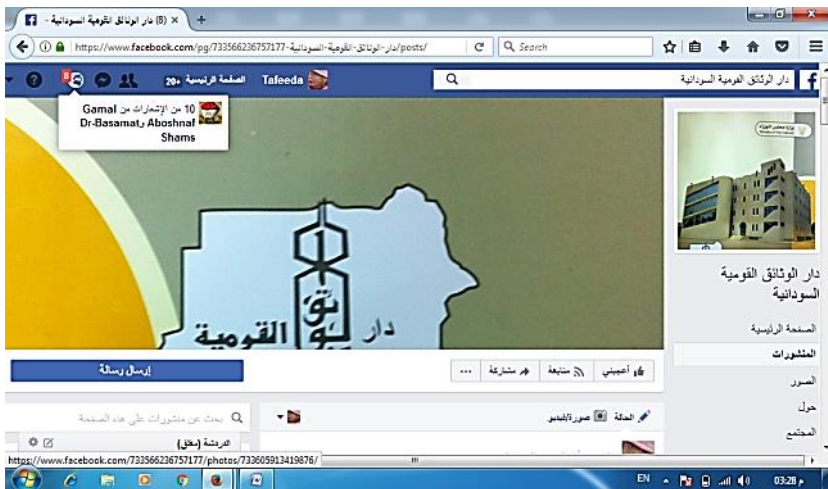 (8) دار الوثائق القومية السودانية -
https://www.facebook.com/pg/733566236757177-دار-الوثائق-القومية-السودانية/posts/
Search
دار الوثائق القومية السودانية
Tafeeda
الصفحة الرئيسية +20
8
10 من الإشعارات من Gamal
Aboshnaf وDr-Basamat
Shams
دار
الوثائق
القومية
دار الوثائق القومية
السودانية
الصفحة الرئيسية
المنشورات
الصور
حول
المجتمع
أعجبني
متابعة
مشاركة
إرسال رسالة
الحالة
صورة/فيديو
بحث عن منشورات على هذه الصفحة
الدردشة (مغلق)
https://www.facebook.com/733566236757177/photos/733605913419876/
EN
03:28 م